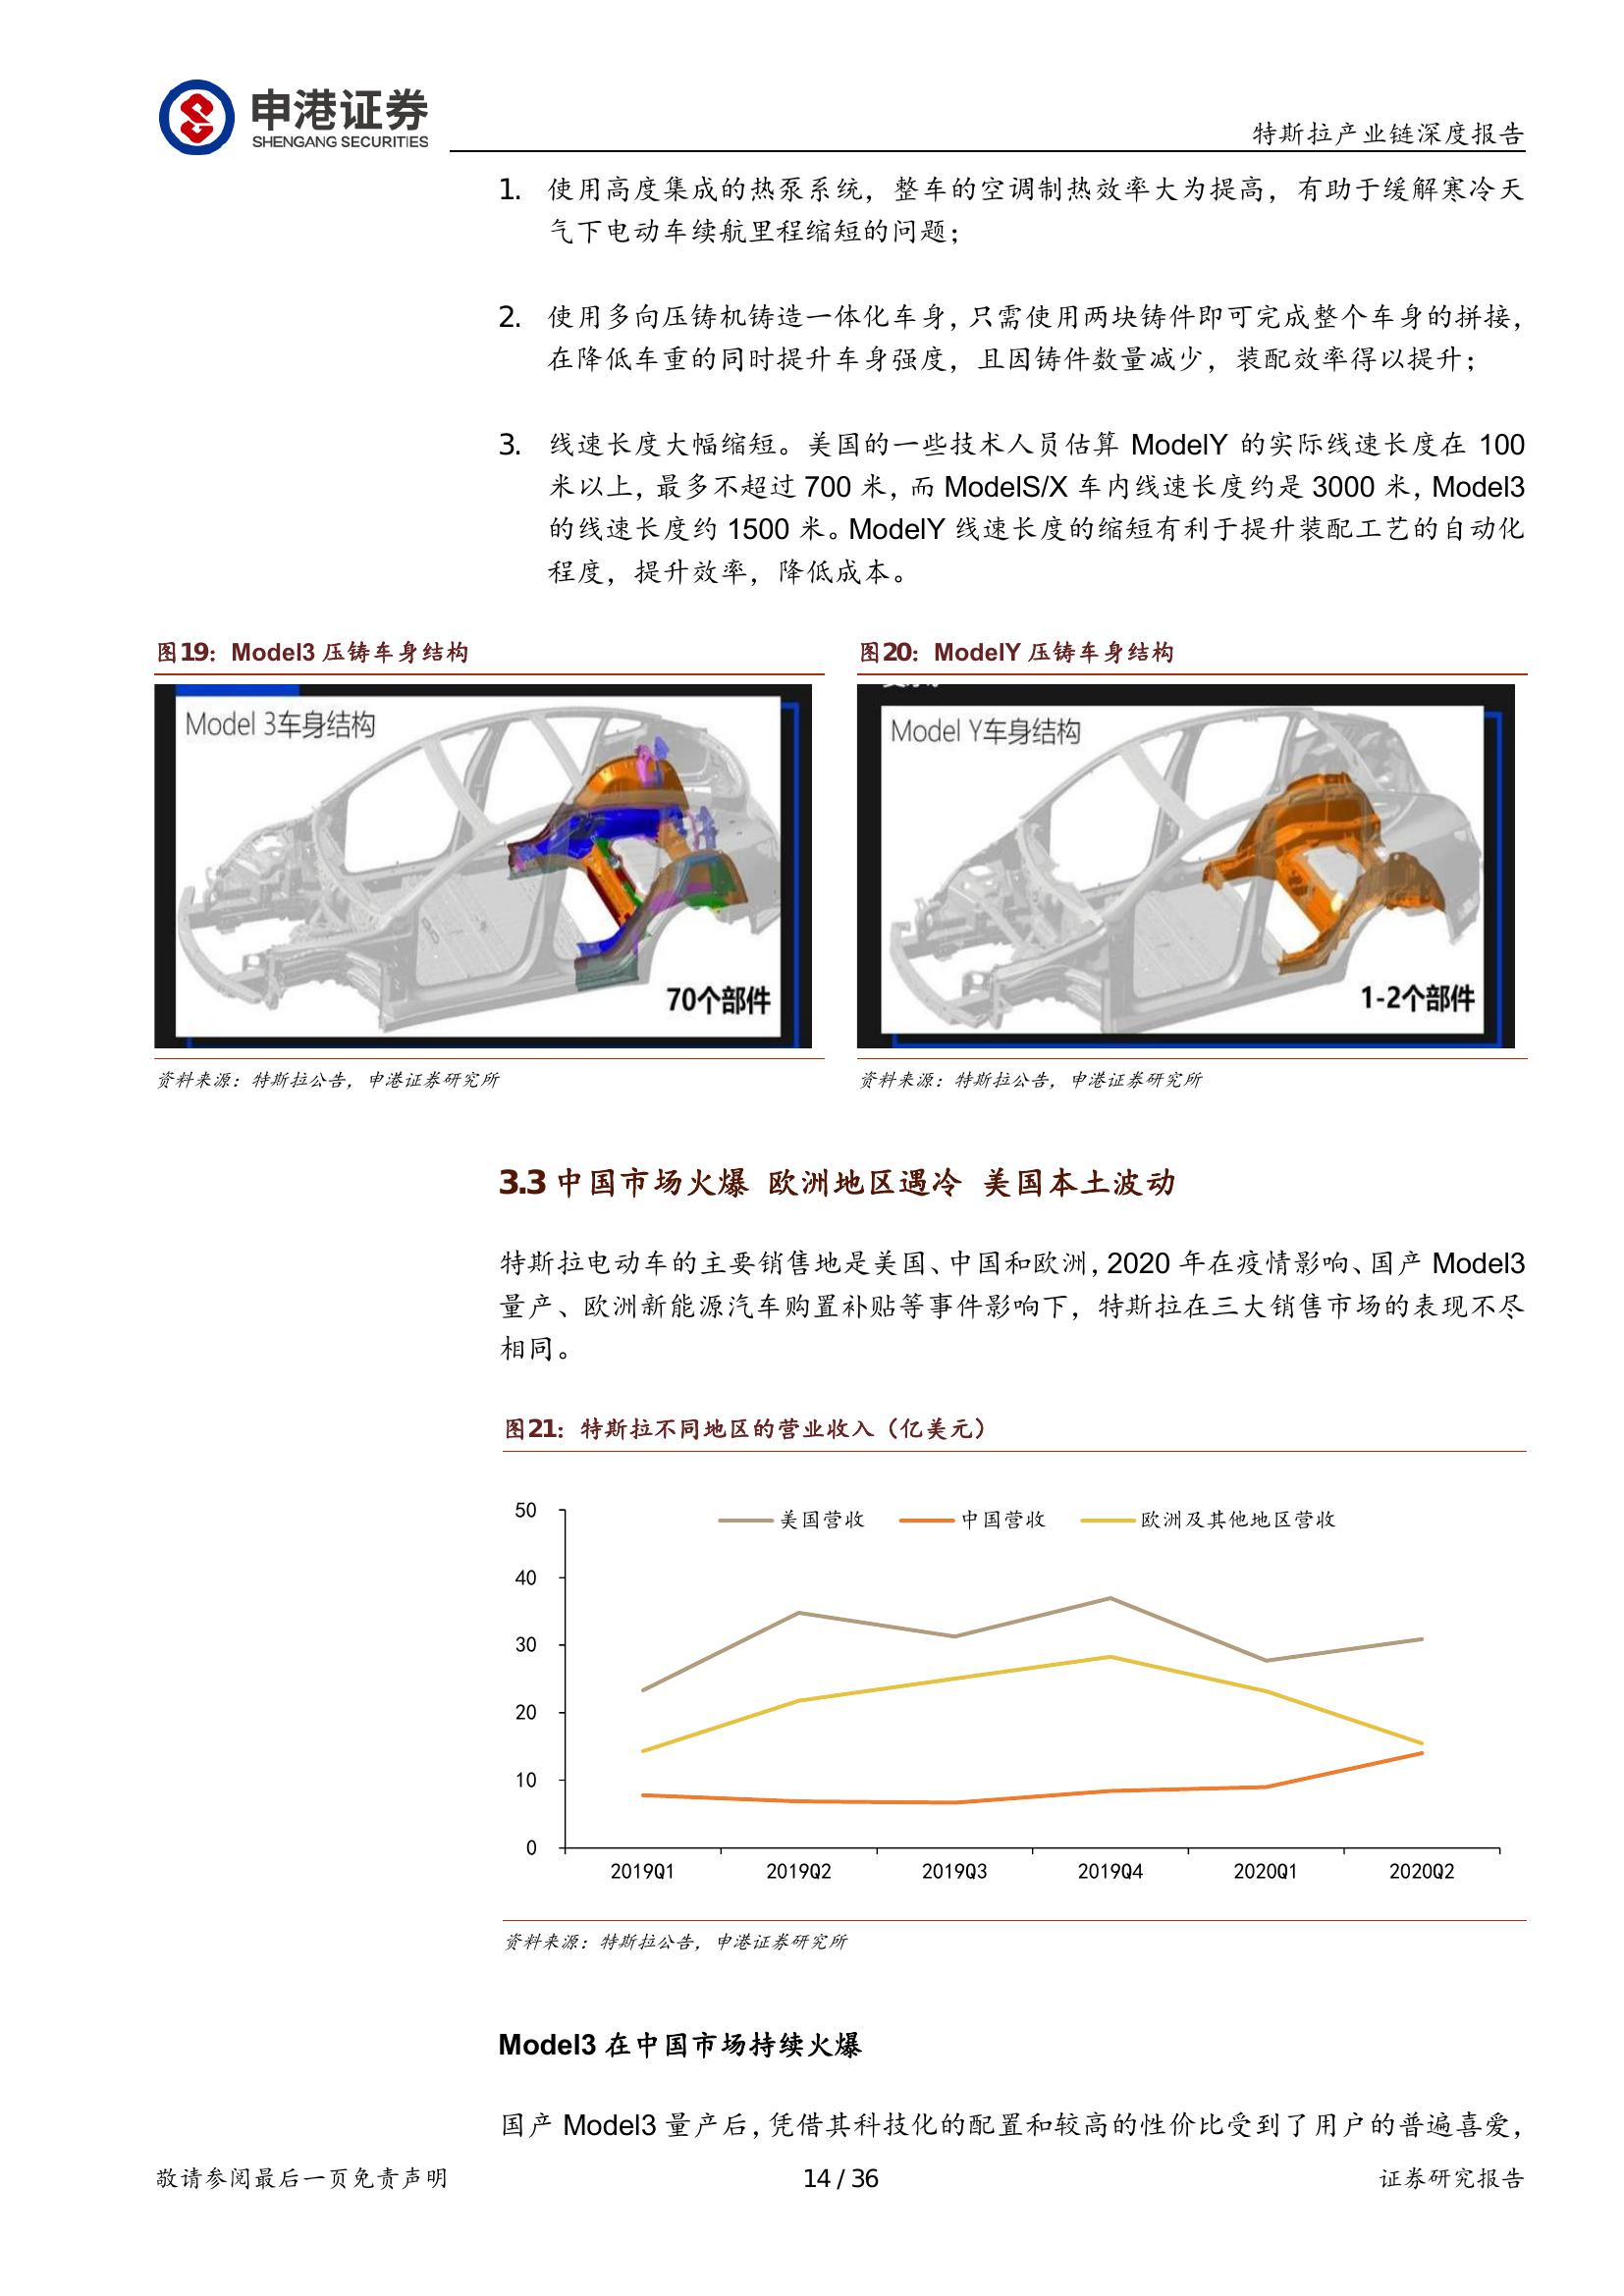 申港证券
SHENGANG SECURITIES
特斯拉产业链深度报告
1. 使用高度集成的热泵系统，整车的空调制热效率大为提高，有助于缓解寒冷天
气下电动车续航里程缩短的问题；
2. 使用多向压铸机铸造一体化车身，只需使用两块铸件即可完成整个车身的拼接，
在降低车重的同时提升车身强度，且因铸件数量减少，装配效率得以提升；
3. 线速长度大幅缩短。美国的一些技术人员估算 ModelY 的实际线速长度在 100
米以上，最多不超过 700 米，而 ModelS/X 车内线速长度约是 3000 米，Model3
的线速长度约 1500 米。ModelY 线速长度的缩短有利于提升装配工艺的自动化
程度，提升效率，降低成本。
图19：Model3 压铸车身结构
Model 3车身结构
70个部件
资料来源：特斯拉公告，申港证券研究所
图20：ModelY 压铸车身结构
Model Y车身结构
1-2个部件
资料来源：特斯拉公告，申港证券研究所
3.3 中国市场火爆 欧洲地区遇冷 美国本土波动
特斯拉电动车的主要销售地是美国、中国和欧洲，2020 年在疫情影响、国产 Model3
量产、欧洲新能源汽车购置补贴等事件影响下，特斯拉在三大销售市场的表现不尽
相同。
图21：特斯拉不同地区的营业收入（亿美元）
美国营收 中国营收 欧洲及其他地区营收
50
40
30
20
10
0
2019Q1 2019Q2 2019Q3 2019Q4 2020Q1 2020Q2
资料来源：特斯拉公告，申港证券研究所
Model3 在中国市场持续火爆
国产 Model3 量产后，凭借其科技化的配置和较高的性价比受到了用户的普遍喜爱，
敬请参阅最后一页免责声明 14 / 36 证券研究报告